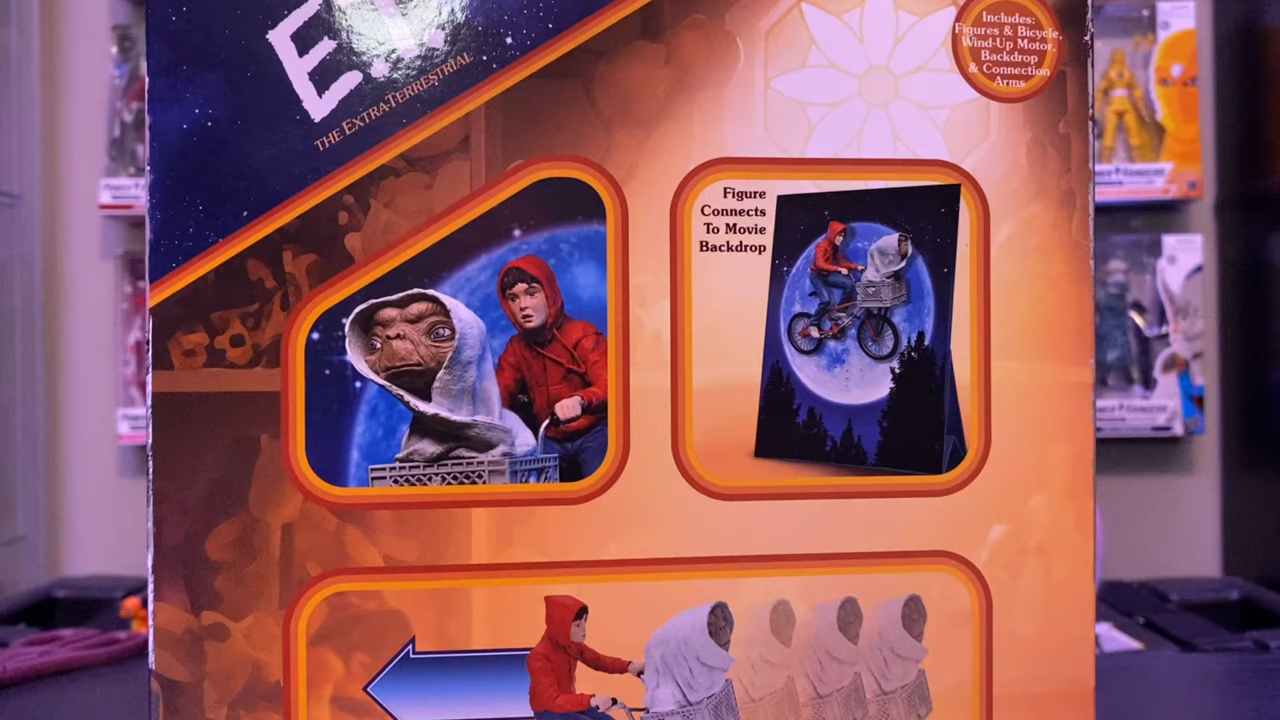 E.T.
THE EXTRA-TERRESTRIAL
Includes:
Figures & Bicycle,
Wind-Up Motor,
Backdrop
& Connection
Arms
Figure
Connects
To Movie
Backdrop